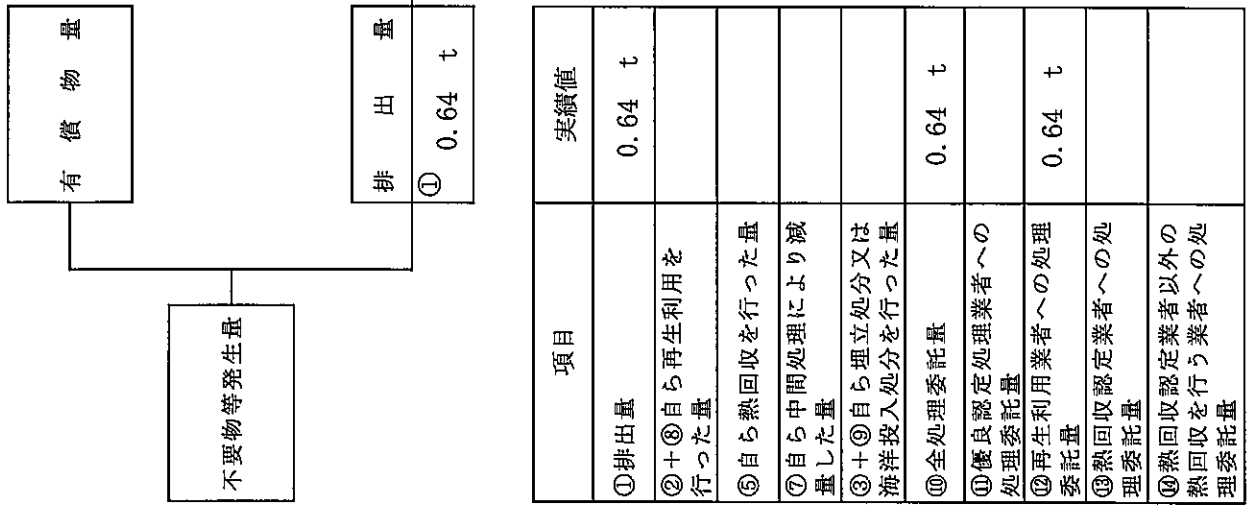 不要物等発生量
有償物量
排出量
①
0.64 t
項目
実績値
①排出量
0.64 t
②+⑧自ら再生利用を
行った量
⑤自ら熱回収を行った量
⑦自ら中間処理により減
量した量
③+⑨自ら埋立処分又は
海洋投入処分を行った量
⑩全処理委託量
0.64 t
⑪優良認定処理業者への
処理委託量
⑫再生利用業者への処理
委託量
0.64 t
⑬熱回収認定業者への処
理委託量
⑭熱回収認定業者以外の
熱回収を行う業者への処
理委託量